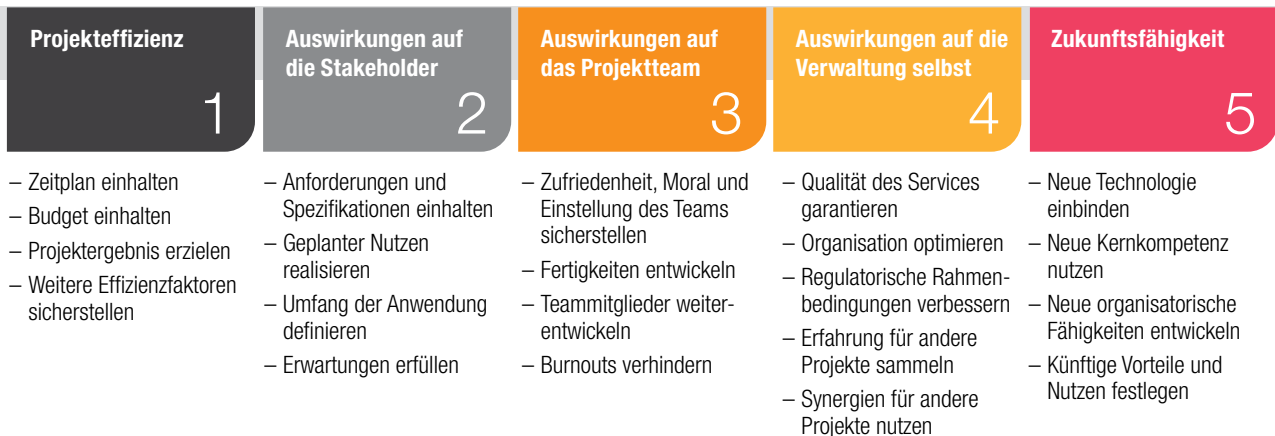 Projekteffizienz
1
– Zeitplan einhalten
– Budget einhalten
– Projektergebnis erzielen
– Weitere Effizienzfaktoren
sicherstellen
Auswirkungen auf
die Stakeholder
2
– Anforderungen und
Spezifikationen einhalten
– Geplanter Nutzen
realisieren
– Umfang der Anwendung
definieren
– Erwartungen erfüllen
Auswirkungen auf
das Projektteam
3
– Zufriedenheit, Moral und
Einstellung des Teams
sicherstellen
– Fertigkeiten entwickeln
– Teammitglieder weiter-
entwickeln
– Burnouts verhindern
Auswirkungen auf die
Verwaltung selbst
4
– Qualität des Services
garantieren
– Organisation optimieren
– Regulatorische Rahmen-
bedingungen verbessern
– Erfahrung für andere
Projekte sammeln
– Synergien für andere
Projekte nutzen
Zukunftsfähigkeit
5
– Neue Technologie
einbinden
– Neue Kernkompetenz
nutzen
– Neue organisatorische
Fähigkeiten entwickeln
– Künftige Vorteile und
Nutzen festlegen